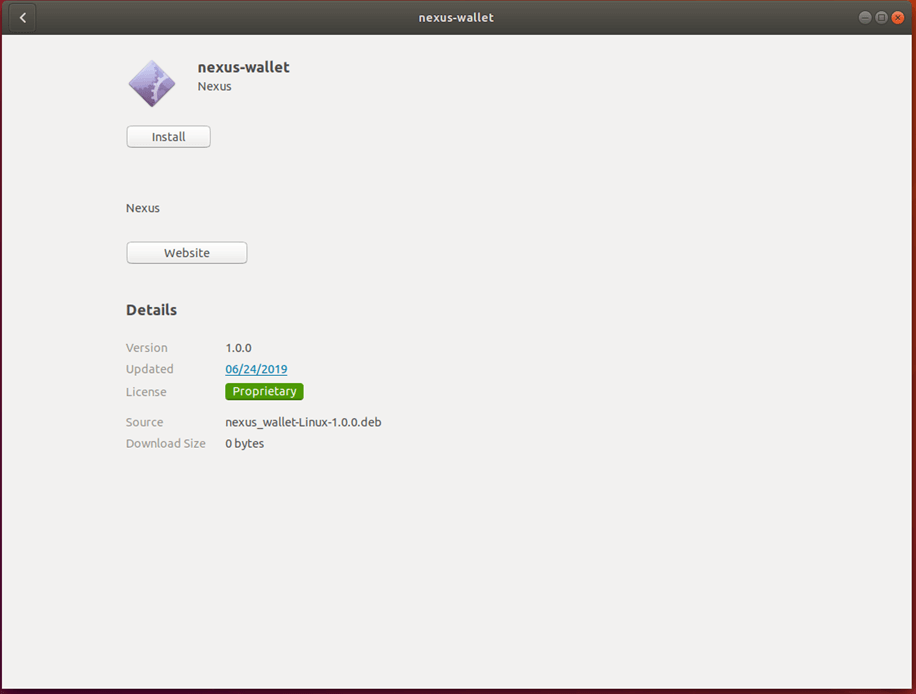 nexus-wallet
nexus-wallet
Nexus
Install
Nexus
Website
Details
Version 1.0.0
Updated 06/24/2019
License Proprietary
Source nexus_wallet-Linux-1.0.0.deb
Download Size 0 bytes